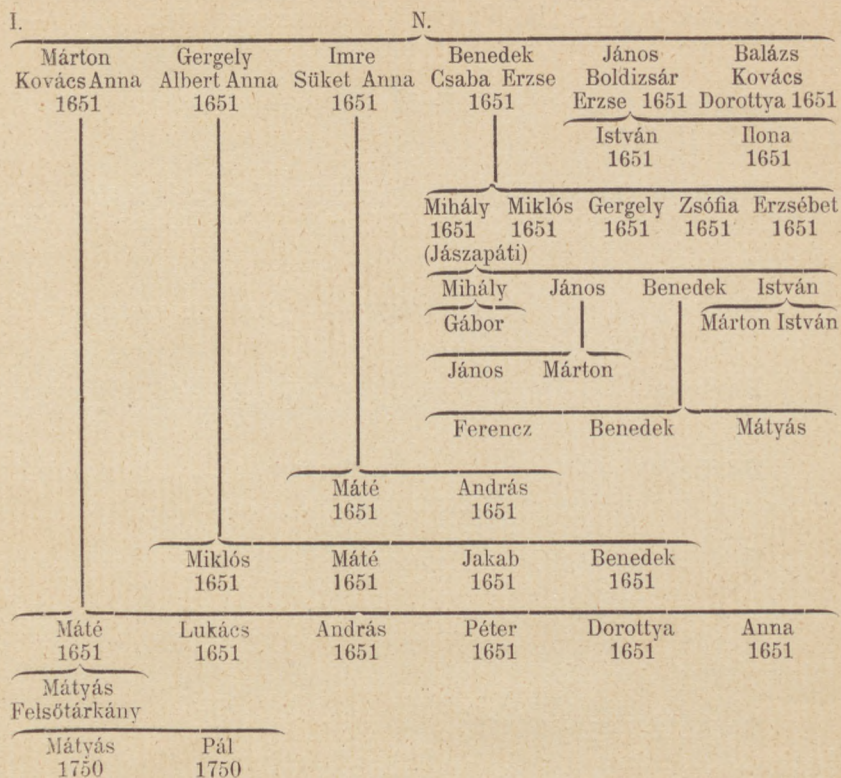 I. N.
Márton Gergely Imre Benedek János Balázs
Kovács Anna Albert Anna Süket Anna Csaba Erzse Boldizsár Kovács
1651 1651 1651 1651 Erzse 1651 Dorottya 1651
István Ilona
1651 1651
Mihály Miklós Gergely Zsófia Erzsébet
1651 1651 1651 1651 1651
(Jászapáti)
Mihály János Benedek István
Gábor Márton István
János Márton
Ferencz Benedek Mátyás
Máté András
1651 1651
Miklós Máté Jakab Benedek
1651 1651 1651 1651
Máté Lukács András Péter Dorottya Anna
1651 1651 1651 1651 1651 1651
Mátyás
Felsőtárkány
Mátyás Pál
1750 1750